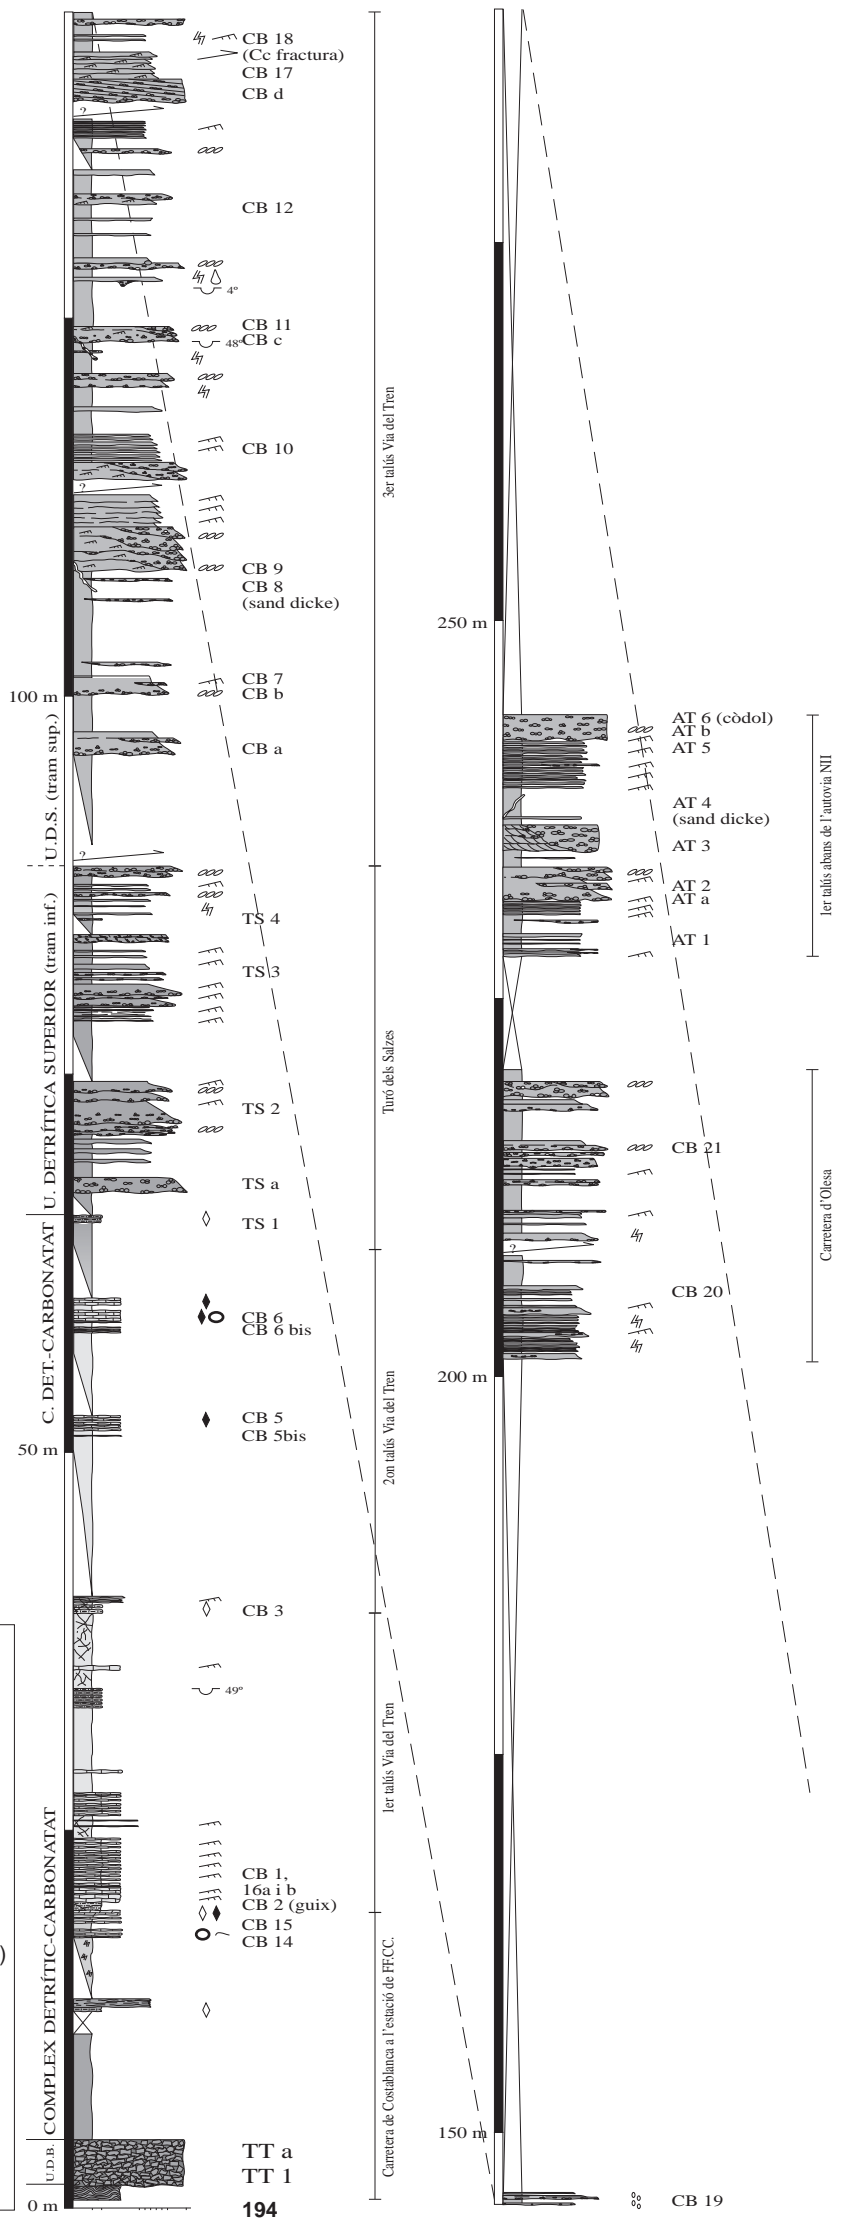 CB 18
(Cc fractura)
CB 17
CB d
?
CB 12
4º
CB 11
48º
CB c
CB 10
?
CB 9
CB 8
(sand dicke)
CB 7
100 m
CB b
CB a
?
TS 4
TS 3
TS 2
TS a
TS 1
CB 6
CB 6 bis
CB 5
CB 5bis
50 m
CB 3
49º
CB 1,
16a i b
CB 2 (guix)
CB 15
CB 14
)
TT a
TT 1
0 m
194
U.D.S. (tram sup.)
U. DETRÍTICA SUPERIOR (tram inf.)
C. DET.-CARBONATAT
COMPLEX DETRÍTIC-CARBONATAT
U.D.B.
3er talús Via del Tren
Turó dels Salzes
2on talús Via del Tren
1er talús Via del Tren
Carretera de Costablanca a l'estació de FF.CC.
250 m
AT 6 (còdol)
AT b
AT 5
AT 4
(sand dicke)
AT 3
AT 2
AT a
AT 1
CB 21
?
CB 20
200 m
150 m
CB 19
1er talús abans de l'autovia NII
Carretera d'Olesa